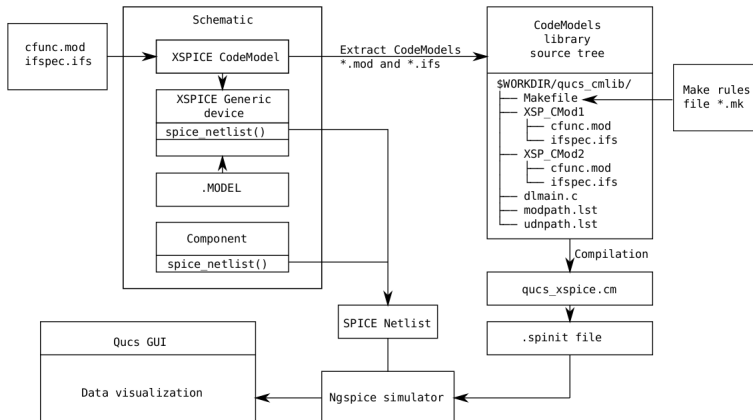 Schematic
cfunc.mod
ifspec.ifs
XSPICE CodeModel
Extract CodeModels
*.mod and *.ifs
CodeModels
library
source tree
XSPICE Generic
device
spice_netlist()
.MODEL
Component
spice_netlist()
$WORKDIR/qucs_cmlib/
Makefile
XSP_CMod1
cfunc.mod
ifspec.ifs
XSP_CMod2
cfunc.mod
ifspec.ifs
dlmain.c
modpath.lst
udnpath.lst
Make rules
file *.mk
Compilation
qucs_xspice.cm
.spinit file
SPICE Netlist
Ngspice simulator
Qucs GUI
Data visualization